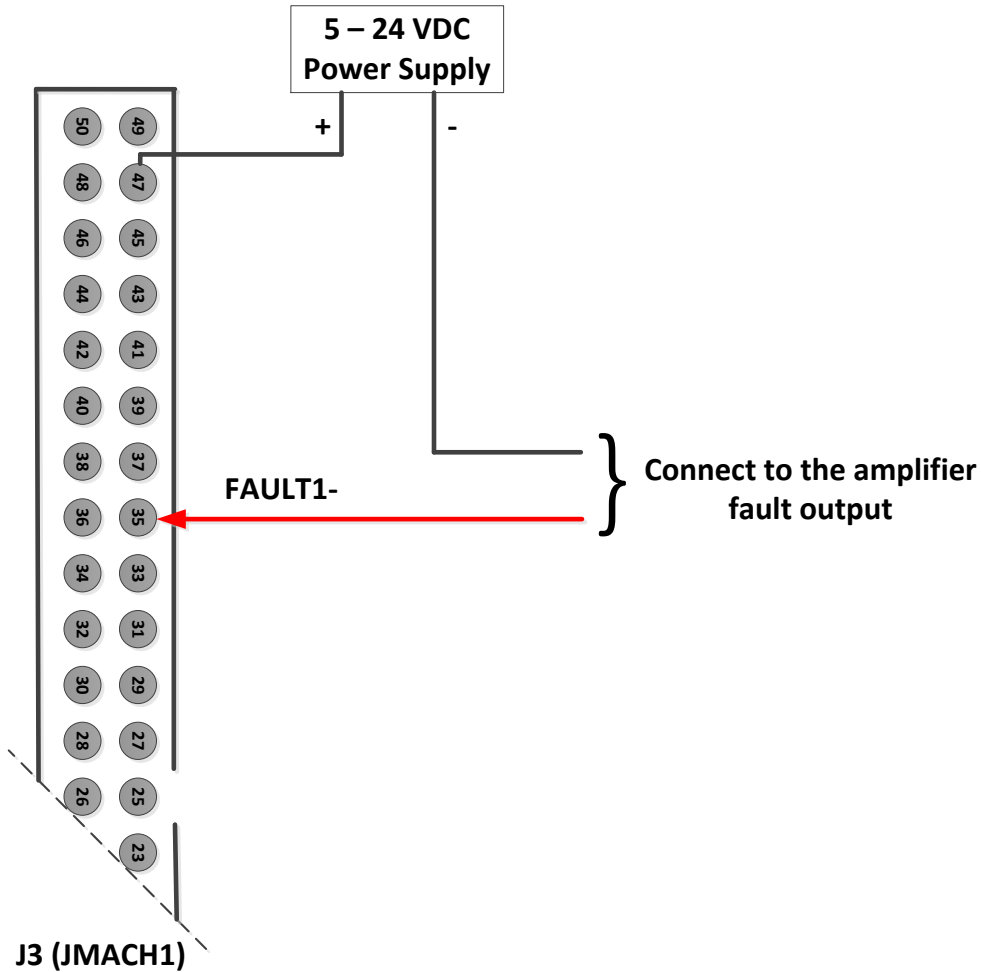 5 – 24 VDC
Power Supply
+ -
50 49
48 47
46 45
44 43
42 41
40 39
38 37
FAULT1-
36 35
34 33
32 31
30 29
28 27
26 25
23
Connect to the amplifier
fault output
}
J3 (JMACH1)